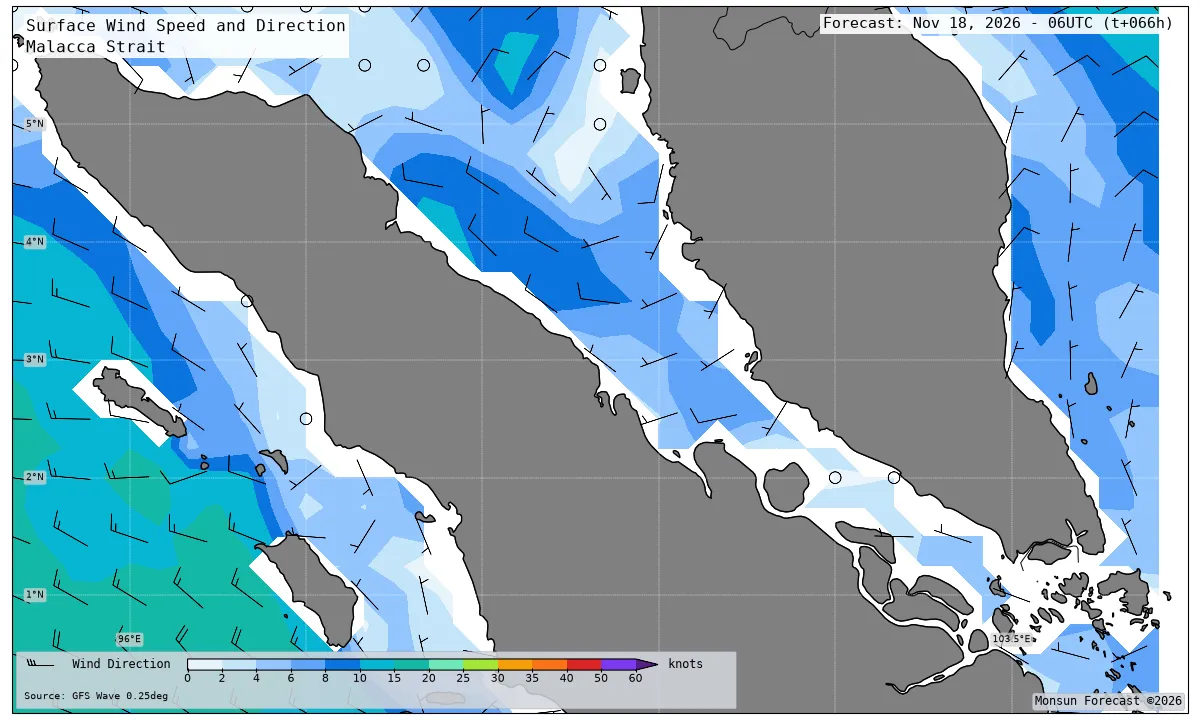 Surface Wind Speed and Direction
Malacca Strait
Forecast: Nov 18, 2026 - 06UTC (t+066h)
5°N
4°N
3°N
2°N
1°N
96°E
103.5°E
Wind Direction
0 2 4 6 8 10 15 20 25 30 35 40 50 60
knots
Source: GFS Wave 0.25deg
Monsun Forecast ©2026